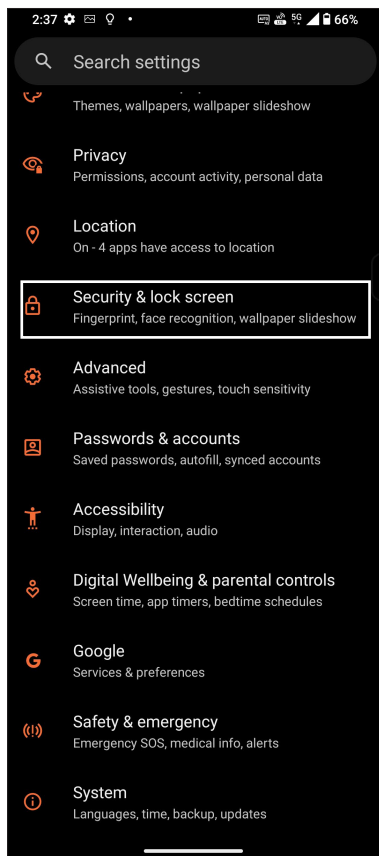 2:37 5G 66%
Search settings
Themes, wallpapers, wallpaper slideshow
Privacy
Permissions, account activity, personal data
Location
On - 4 apps have access to location
Security & lock screen
Fingerprint, face recognition, wallpaper slideshow
Advanced
Assistive tools, gestures, touch sensitivity
Passwords & accounts
Saved passwords, autofill, synced accounts
Accessibility
Display, interaction, audio
Digital Wellbeing & parental controls
Screen time, app timers, bedtime schedules
Google
Services & preferences
Safety & emergency
Emergency SOS, medical info, alerts
System
Languages, time, backup, updates